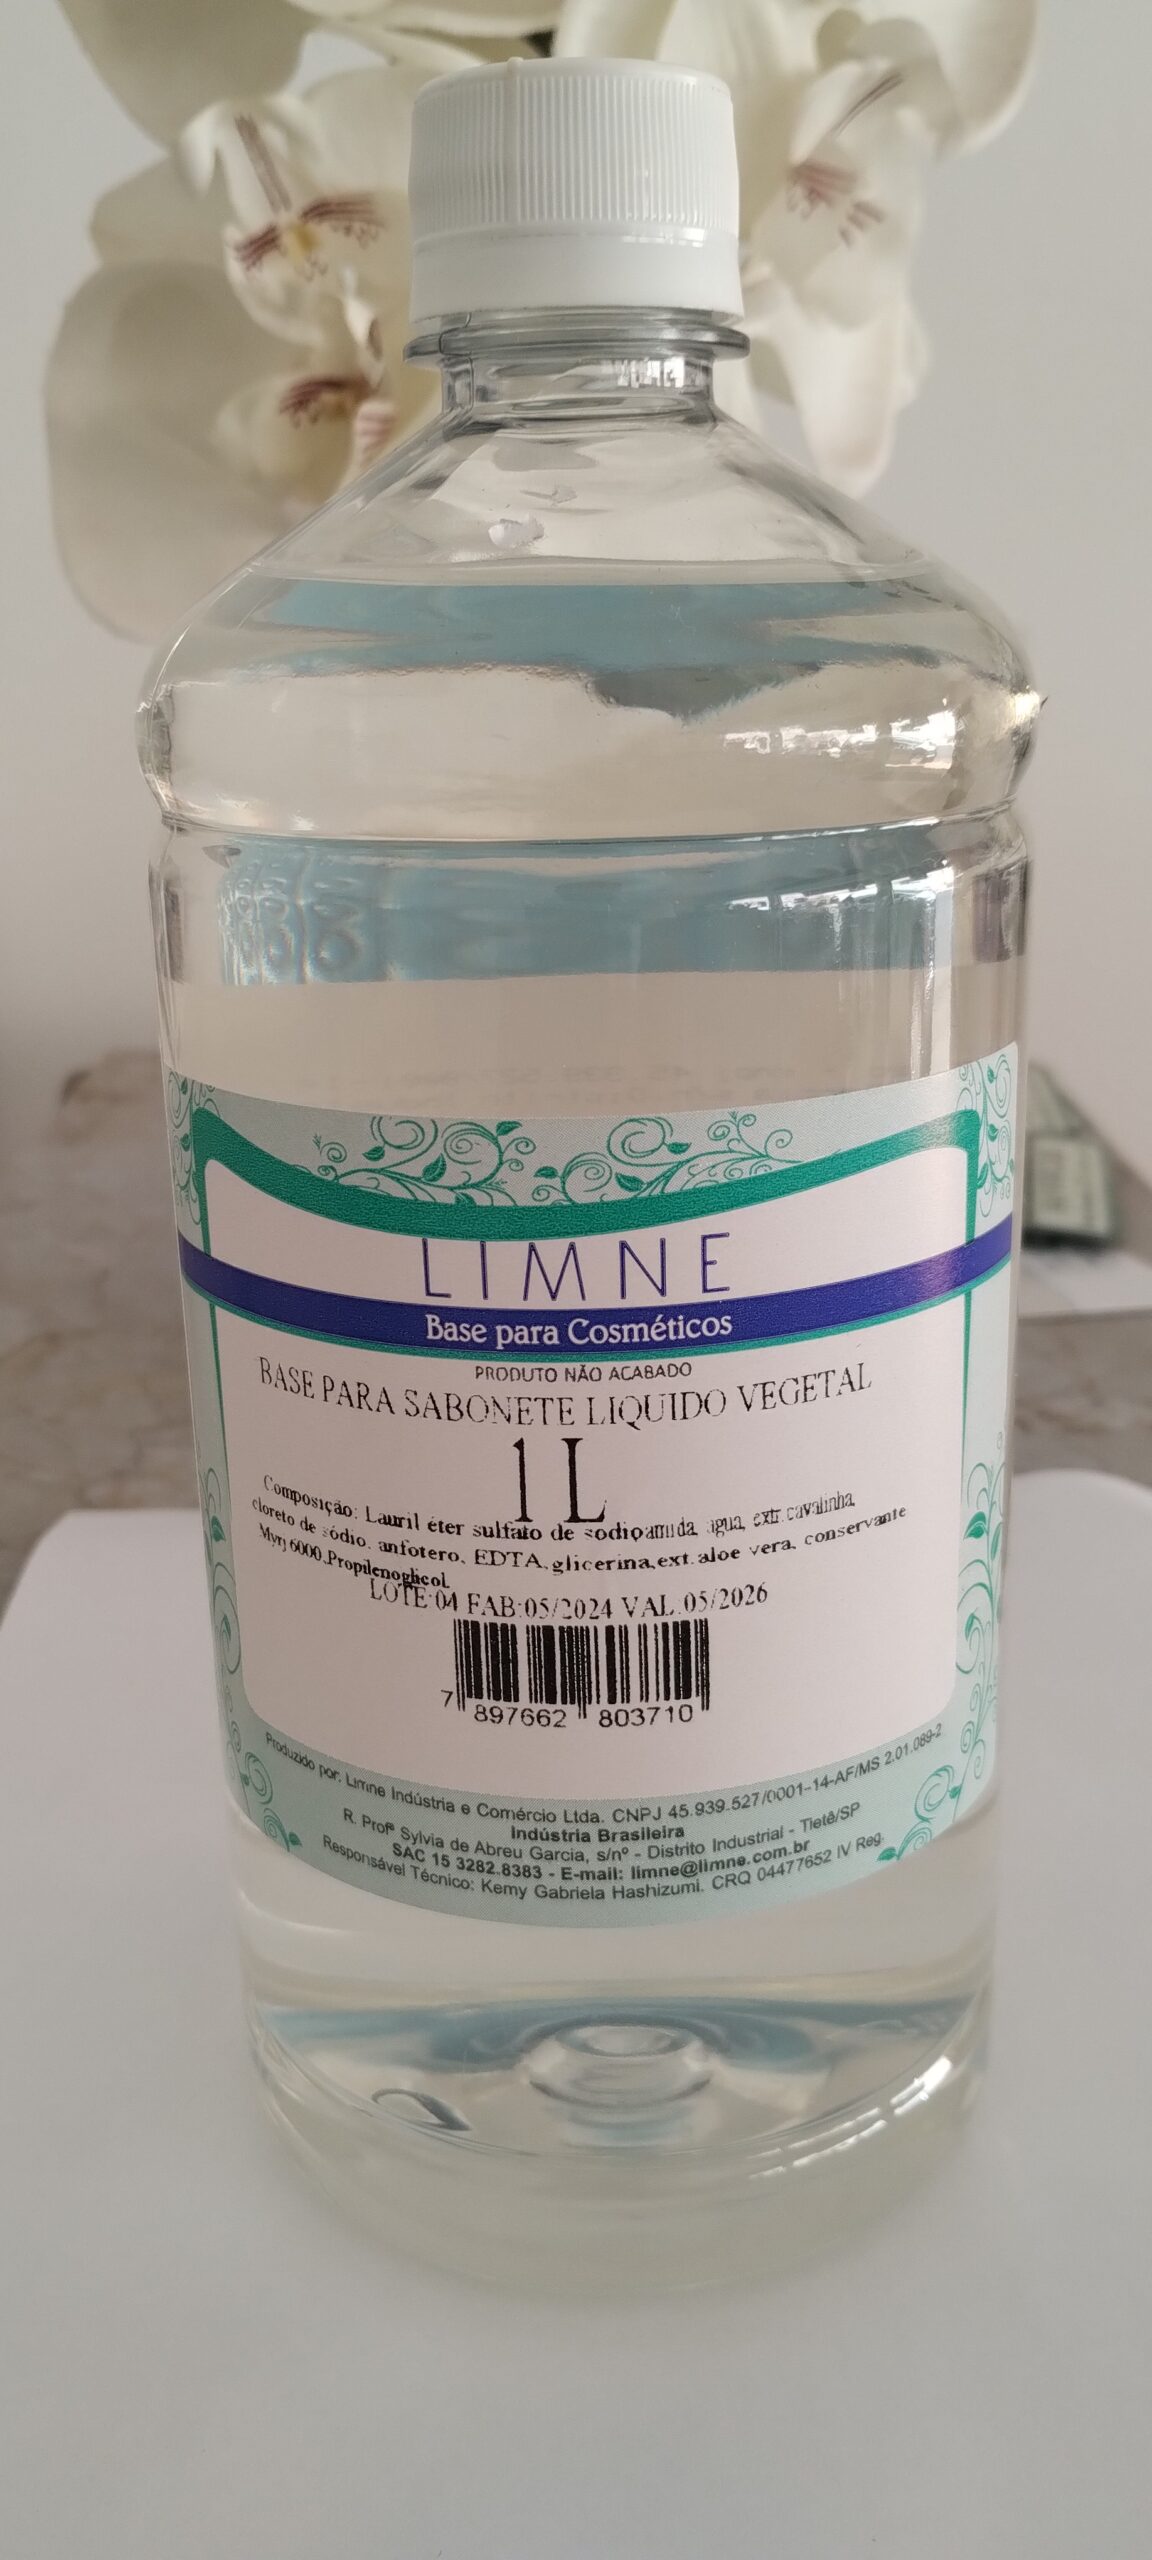 LIMNE
Base para Cosméticos
PRODUTO NÃO ACABADO
BASE PARA SABONETE LIQUIDO VEGETAL
1 L
Composição: Lauril éter sulfato de sodio,amida, agua, extr.cavalinha,
cloreto de sódio, anfotero, EDTA,glicerina,ext.aloe vera, conservante
Myrj 6000,Propilenoglicol.
LOTE:04 FAB:05/2024 VAL:05/2026
7 897662 803710
Produzido por: Limne Indústria e Comércio Ltda. CNPJ 45.939.527/0001-14-AF/MS 2.01.089-2
Indústria Brasileira
R. Profª Sylvia de Abreu Garcia, s/nº - Distrito Industrial - Tietê/SP
SAC 15 3282.8383 - E-mail: limne@limne.com.br
Responsável Técnico: Kemy Gabriela Hashizumi. CRQ 04477652 IV Reg.